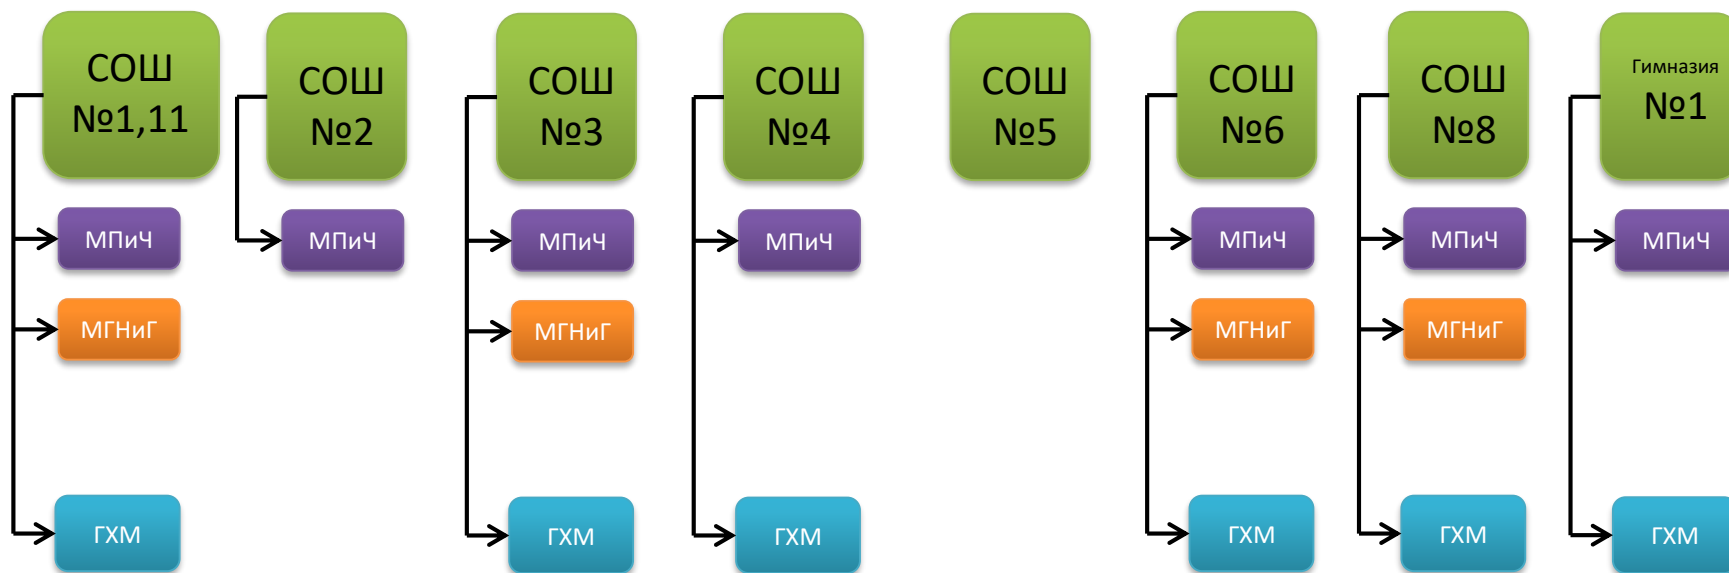 СОШ
№1,11
СОШ
№2
СОШ
№3
СОШ
№4
СОШ
№5
СОШ
№6
СОШ
№8
Гимназия
№1
МПиЧ
МПиЧ
МПиЧ
МПиЧ
МПиЧ
МПиЧ
МПиЧ
МГНиГ
МГНиГ
МГНиГ
МГНиГ
ГХМ
ГХМ
ГХМ
ГХМ
ГХМ
ГХМ